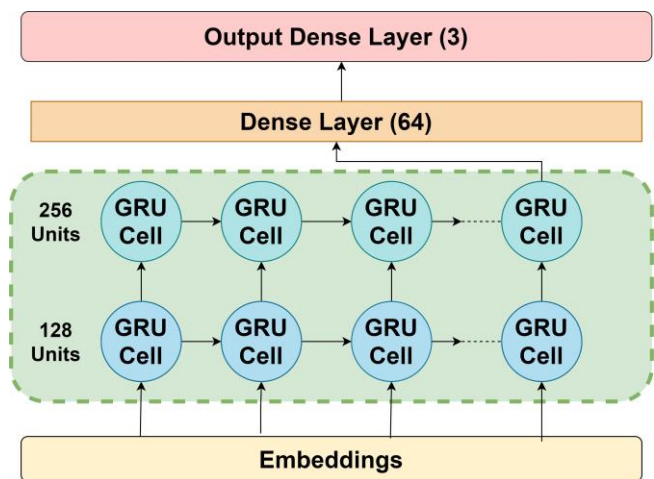 Output Dense Layer (3)
Dense Layer (64)
256
Units
GRU
Cell
GRU
Cell
GRU
Cell
GRU
Cell
128
Units
GRU
Cell
GRU
Cell
GRU
Cell
GRU
Cell
Embeddings